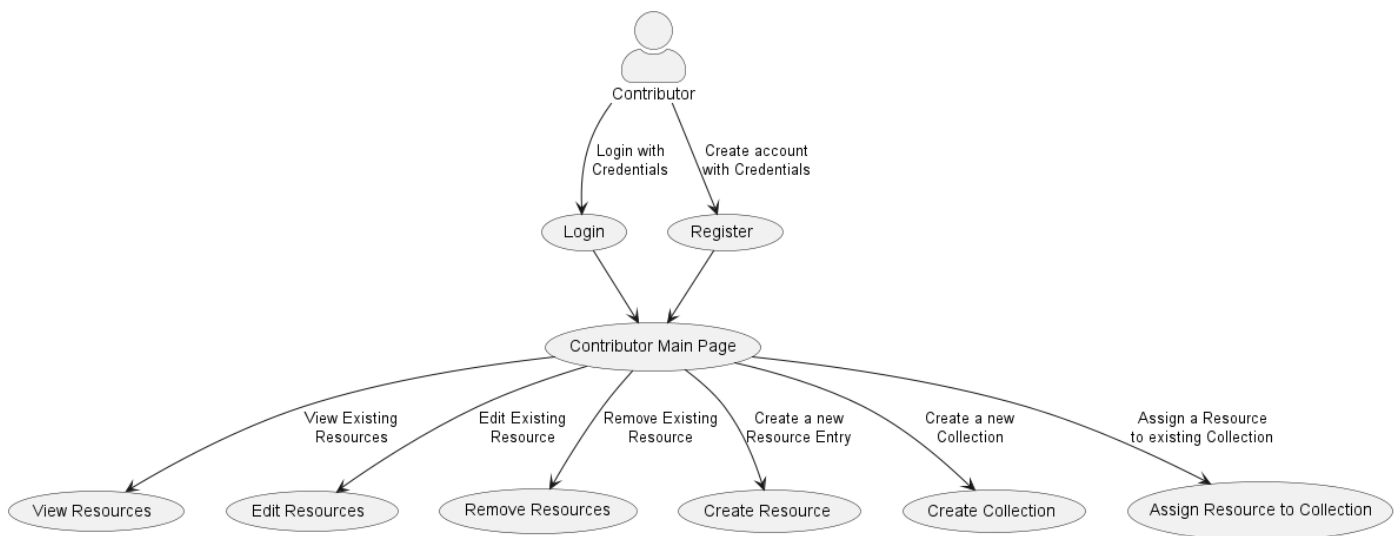 Contributor
Login with
Credentials
Create account
with Credentials
Login
Register
Contributor Main Page
View Existing
Resources
Edit Existing
Resource
Remove Existing
Resource
Create a new
Resource Entry
Create a new
Collection
Assign a Resource
to existing Collection
View Resources
Edit Resources
Remove Resources
Create Resource
Create Collection
Assign Resource to Collection